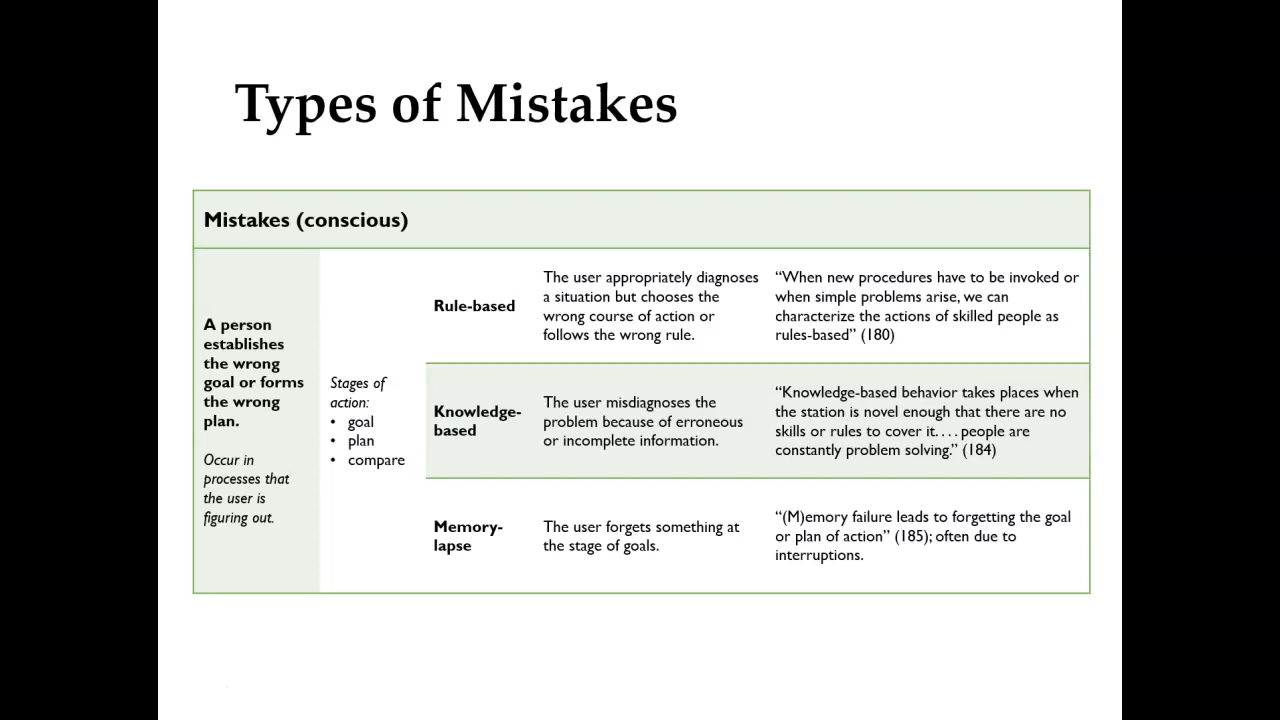 Types of Mistakes
Mistakes (conscious)
A person
establishes
the wrong
goal or forms
the wrong
plan.
Occur in
processes that
the user is
figuring out.
Stages of
action:
• goal
• plan
• compare
Rule-based
The user appropriately diagnoses
a situation but chooses the
wrong course of action or
follows the wrong rule.
“When new procedures have to be invoked or
when simple problems arise, we can
characterize the actions of skilled people as
rules-based” (180)
Knowledge-
based
The user misdiagnoses the
problem because of erroneous
or incomplete information.
“Knowledge-based behavior takes places when
the station is novel enough that there are no
skills or rules to cover it. . . . people are
constantly problem solving.” (184)
Memory-
lapse
The user forgets something at
the stage of goals.
“(M)emory failure leads to forgetting the goal
or plan of action” (185); often due to
interruptions.